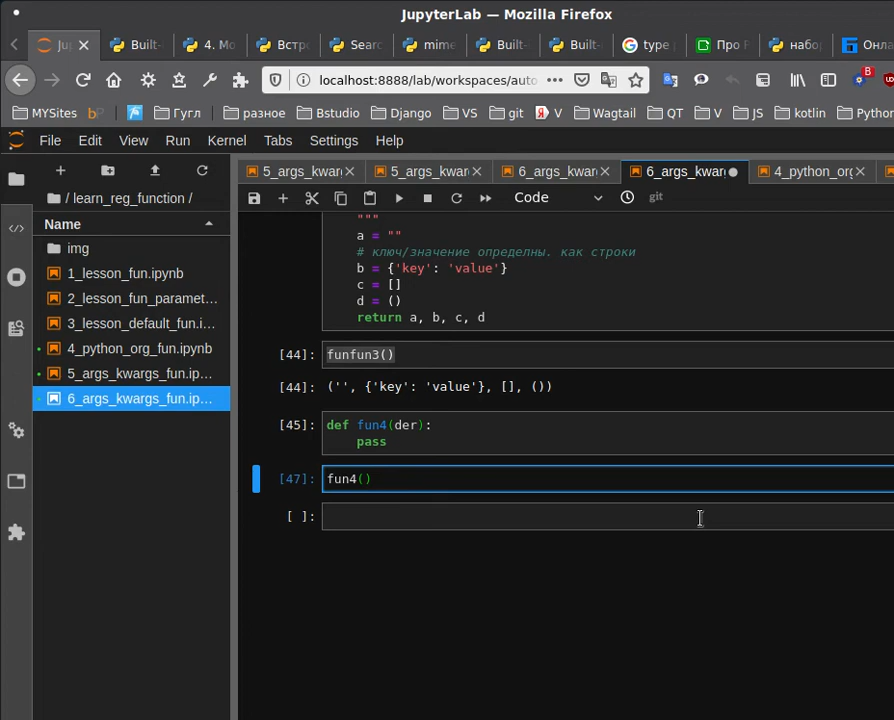 JupyterLab — Mozilla Firefox
Ju
Built-
4. Мо
Встро
Searc
mime
Built-
Built-
type
Про Р
набо
Онла
localhost:8888/lab/workspaces/auto
B
MYSites
bP
Гугл
разное
Bstudio
Django
VS
git
Я V
Wagtail
QT
V
JS
kotlin
Python
File Edit View Run Kernel Tabs Settings Help
5_args_kwar
5_args_kwar
6_args_kwar
6_args_kwar
4_python_org
/ learn_reg_function /
Code
git
Name
img
1_lesson_fun.ipynb
2_lesson_fun_paramet...
3_lesson_default_fun.i...
4_python_org_fun.ipynb
5_args_kwargs_fun.ip...
6_args_kwargs_fun.ip...
"""
a = ""
# ключ/значение определны. как строки
b = {'key': 'value'}
c = []
d = ()
return a, b, c, d
[44]: funfun3()
[44]: ('', {'key': 'value'}, [], ())
[45]: def fun4(der):
pass
[47]: fun4()
[ ]: